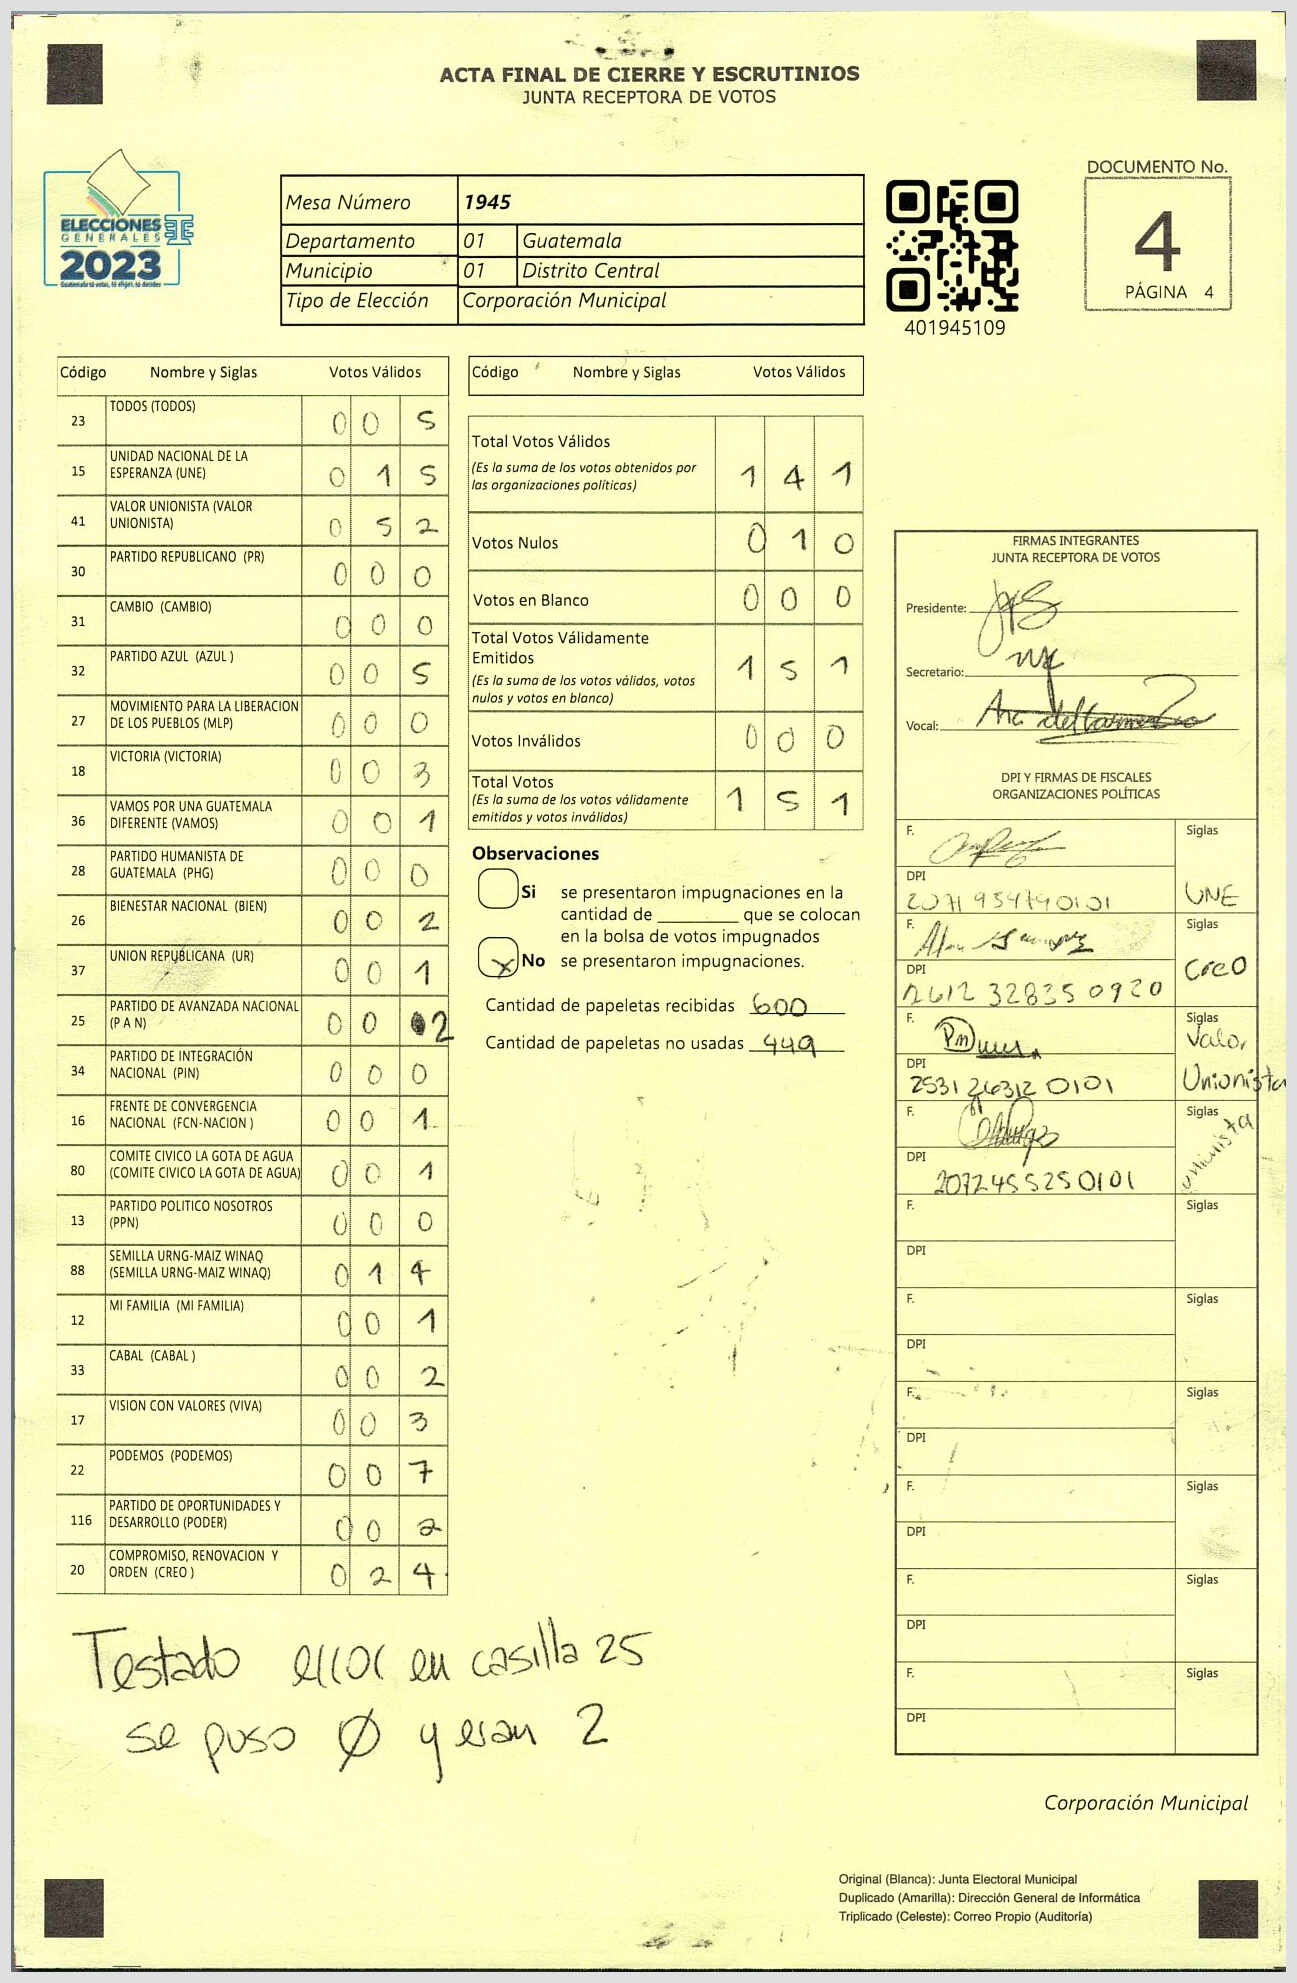 ACTA FINAL DE CIERRE Y ESCRUTINIOS
JUNTA RECEPTORA DE VOTOS
ELECCIONES
GENERALES
2023
Mesa Número 1945
Departamento 01 Guatemala
Municipio 01 Distrito Central
Tipo de Elección Corporación Municipal
401945109
DOCUMENTO No.
4
PÁGINA 4
Código Nombre y Siglas Votos Válidos
23 TODOS (TODOS) 0 0 5
15 UNIDAD NACIONAL DE LA
ESPERANZA (UNE) 0 1 5
41 VALOR UNIONISTA (VALOR
UNIONISTA) 0 5 2
30 PARTIDO REPUBLICANO (PR) 0 0 0
31 CAMBIO (CAMBIO) 0 0 0
32 PARTIDO AZUL (AZUL ) 0 0 5
27 MOVIMIENTO PARA LA LIBERACION
DE LOS PUEBLOS (MLP) 0 0 0
18 VICTORIA (VICTORIA) 0 0 3
36 VAMOS POR UNA GUATEMALA
DIFERENTE (VAMOS) 0 0 1
28 PARTIDO HUMANISTA DE
GUATEMALA (PHG) 0 0 0
26 BIENESTAR NACIONAL (BIEN) 0 0 2
37 UNION REPUBLICANA (UR) 0 0 1
25 PARTIDO DE AVANZADA NACIONAL
(P A N) 0 0 2
34 PARTIDO DE INTEGRACIÓN
NACIONAL (PIN) 0 0 0
16 FRENTE DE CONVERGENCIA
NACIONAL (FCN-NACION ) 0 0 1
80 COMITE CIVICO LA GOTA DE AGUA
(COMITE CIVICO LA GOTA DE AGUA) 0 0 1
13 PARTIDO POLITICO NOSOTROS
(PPN) 0 0 0
88 SEMILLA URNG-MAIZ WINAQ
(SEMILLA URNG-MAIZ WINAQ) 0 1 4
12 MI FAMILIA (MI FAMILIA) 0 0 1
33 CABAL (CABAL ) 0 0 2
17 VISION CON VALORES (VIVA) 0 0 3
22 PODEMOS (PODEMOS) 0 0 7
116 PARTIDO DE OPORTUNIDADES Y
DESARROLLO (PODER) 0 0 2
20 COMPROMISO, RENOVACION Y
ORDEN (CREO ) 0 2 4
Testado error en casilla 25
se puso Ø y eran 2
Código Nombre y Siglas Votos Válidos
Total Votos Válidos
(Es la suma de los votos obtenidos por
las organizaciones políticas) 1 4 1
Votos Nulos 0 1 0
Votos en Blanco 0 0 0
Total Votos Válidamente
Emitidos
(Es la suma de los votos válidos, votos
nulos y votos en blanco) 1 5 1
Votos Inválidos 0 0 0
Total Votos
(Es la suma de los votos válidamente
emitidos y votos inválidos) 1 5 1
Observaciones
Si se presentaron impugnaciones en la
cantidad de ________ que se colocan
en la bolsa de votos impugnados
No se presentaron impugnaciones.
Cantidad de papeletas recibidas 600
Cantidad de papeletas no usadas 449
FIRMAS INTEGRANTES
JUNTA RECEPTORA DE VOTOS
Presidente:
Secretario:
Vocal: Ana del Carmen
DPI Y FIRMAS DE FISCALES
ORGANIZACIONES POLÍTICAS
F. Siglas
DPI UNE
2071 93479 0101
F. Siglas
DPI CREO
2612 32835 0920
F. Siglas
Valor
DPI Unionista
2531 26312 0101
F. Siglas
unionista
DPI
2072 45525 0101
F. Siglas
DPI
F. Siglas
DPI
F. Siglas
DPI
F. Siglas
DPI
F. Siglas
DPI
F. Siglas
DPI
Corporación Municipal
Original (Blanca): Junta Electoral Municipal
Duplicado (Amarilla): Dirección General de Informática
Triplicado (Celeste): Correo Propio (Auditoría)